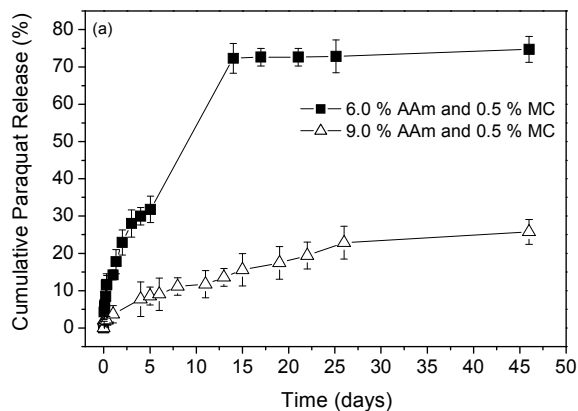 (a)
Cumulative Paraquat Release (%)
80
70
60
50
40
30
20
10
0
6.0 % AAm and 0.5 % MC
9.0 % AAm and 0.5 % MC
0 5 10 15 20 25 30 35 40 45 50
Time (days)